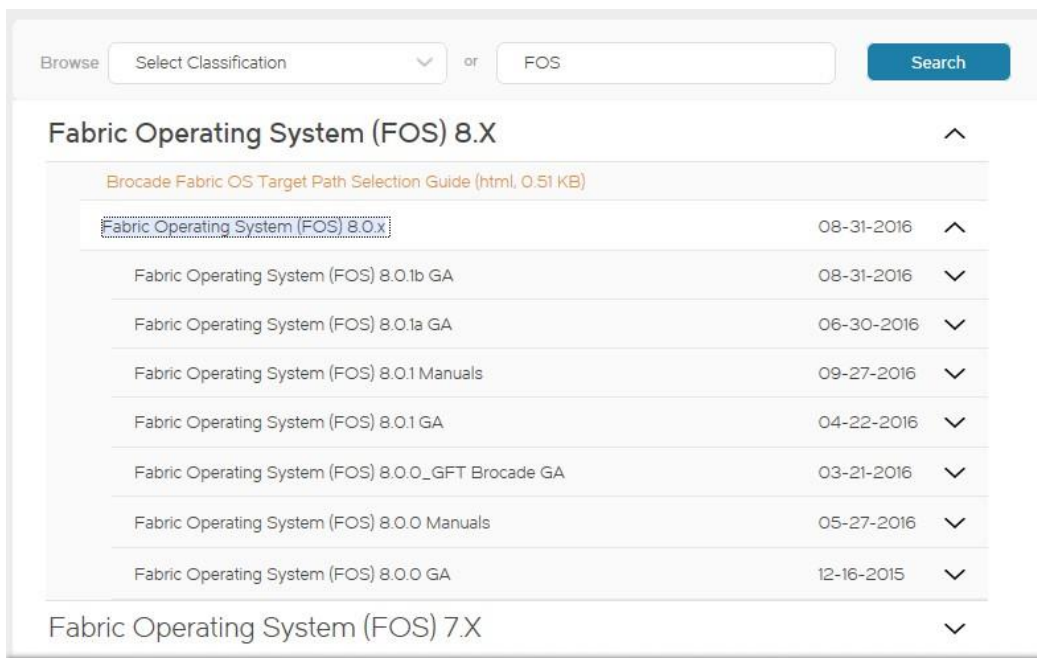 Browse Select Classification or FOS Search
Fabric Operating System (FOS) 8.X
Brocade Fabric OS Target Path Selection Guide (html, 0.51 KB)
Fabric Operating System (FOS) 8.0.x 08-31-2016
Fabric Operating System (FOS) 8.0.1b GA 08-31-2016
Fabric Operating System (FOS) 8.0.1a GA 06-30-2016
Fabric Operating System (FOS) 8.0.1 Manuals 09-27-2016
Fabric Operating System (FOS) 8.0.1 GA 04-22-2016
Fabric Operating System (FOS) 8.0.0_GFT Brocade GA 03-21-2016
Fabric Operating System (FOS) 8.0.0 Manuals 05-27-2016
Fabric Operating System (FOS) 8.0.0 GA 12-16-2015
Fabric Operating System (FOS) 7.X